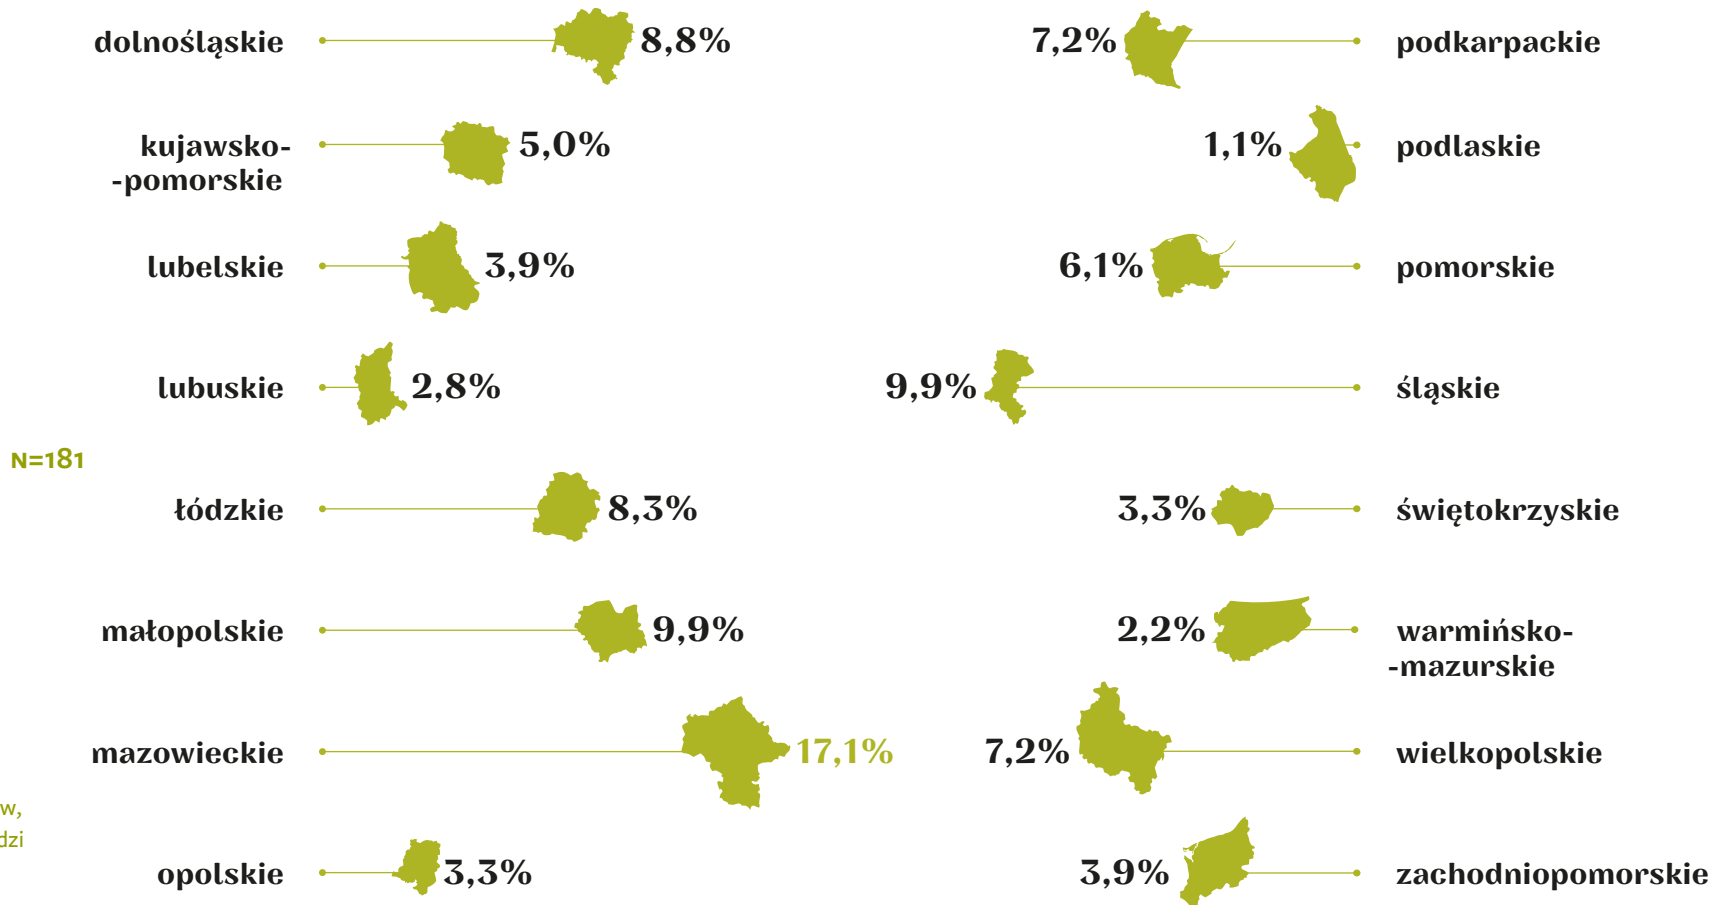 dolnośląskie 8,8%
kujawsko-
-pomorskie
5,0%
lubelskie 3,9%
lubuskie 2,8%
N=181
łódzkie 8,3%
małopolskie 9,9%
mazowieckie 17,1%
opolskie 3,3%
7,2% podkarpackie
1,1% podlaskie
6,1% pomorskie
9,9% śląskie
3,3% świętokrzyskie
2,2%
warmińsko-
-mazurskie
7,2% wielkopolskie
3,9% zachodniopomorskie